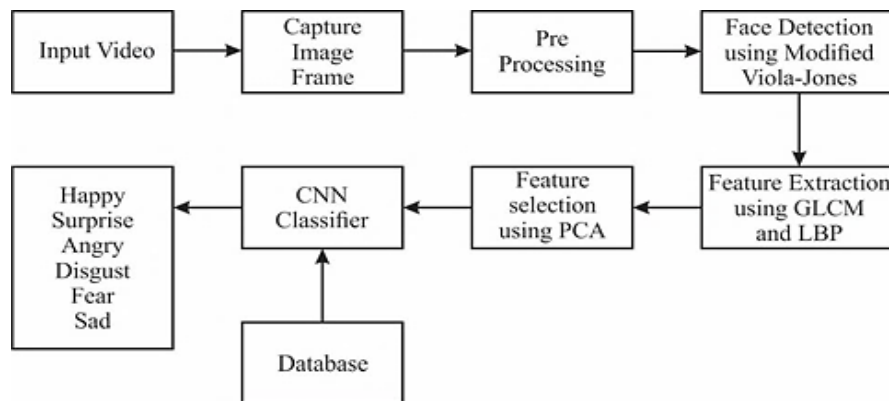 Input Video
Capture
Image
Frame
Pre
Processing
Face Detection
using Modified
Viola-Jones
Feature Extraction
using GLCM
and LBP
Feature
selection
using PCA
CNN
Classifier
Happy
Surprise
Angry
Disgust
Fear
Sad
Database